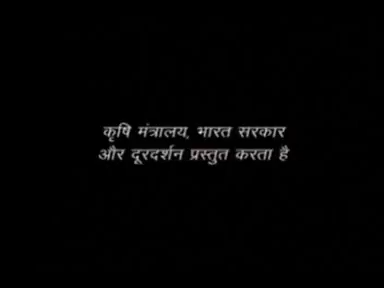 कृषि मंत्रालय, भारत सरकार
और दूरदर्शन प्रस्तुत करता है